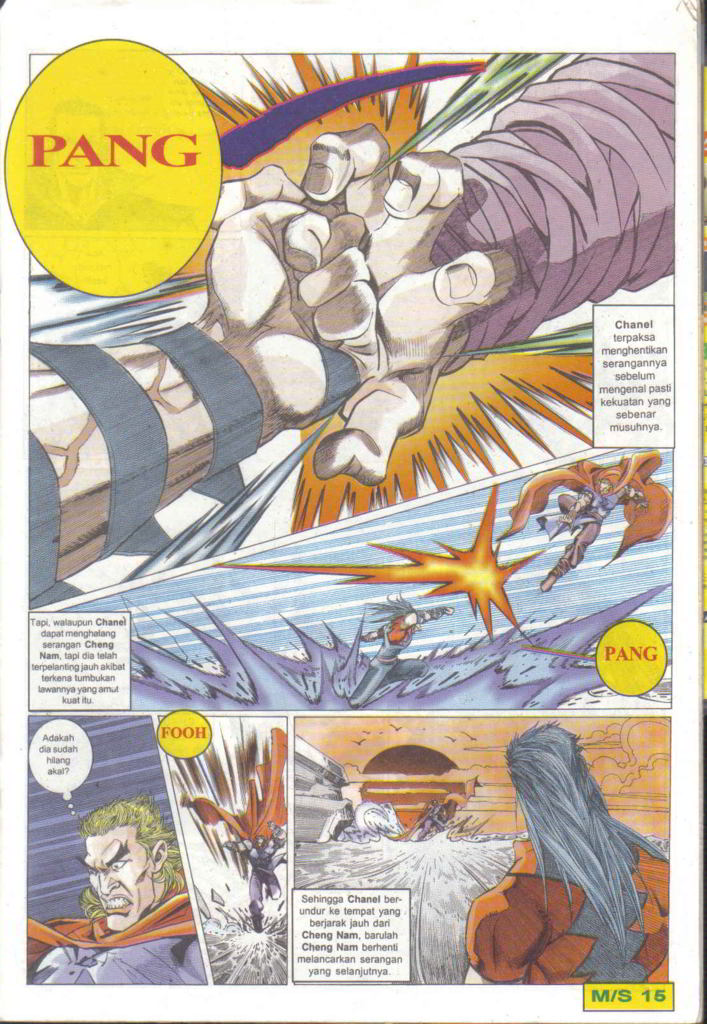 PANG
Chanel
terpaksa
menghentikan
serangannya
sebelum
mengenal pasti
kekuatan yang
sebenar
musuhnya.
Tapi, walaupun Chanel
dapat menghalang
serangan Cheng
Nam, tapi dia telah
terpelanting jauh akibat
terkena tumbukan
lawannya yang amut
kuat itu.
PANG
Adakah
dia sudah
hilang
akal?
FOOH
Sehingga Chanel ber-
undur ke tempat yang
berjarak jauh dari
Cheng Nam, barulah
Cheng Nam berhenti
melancarkan serangan
yang selanjutnya.
M/S 15